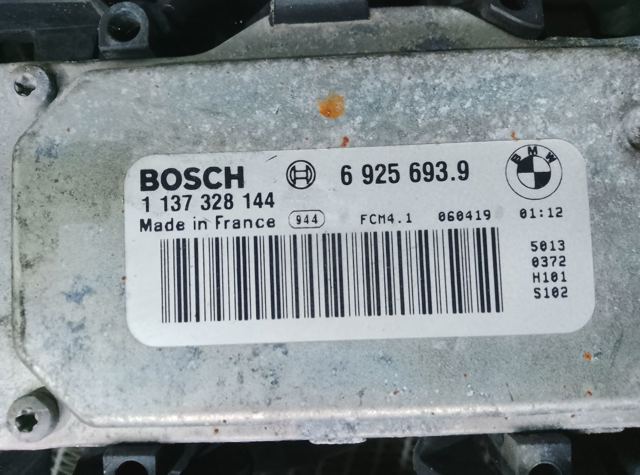 BOSCH 6 925 693.9 BMW
1 137 328 144
Made in France 944 FCM4.1 060419 01:12
5013
0372
H101
S102